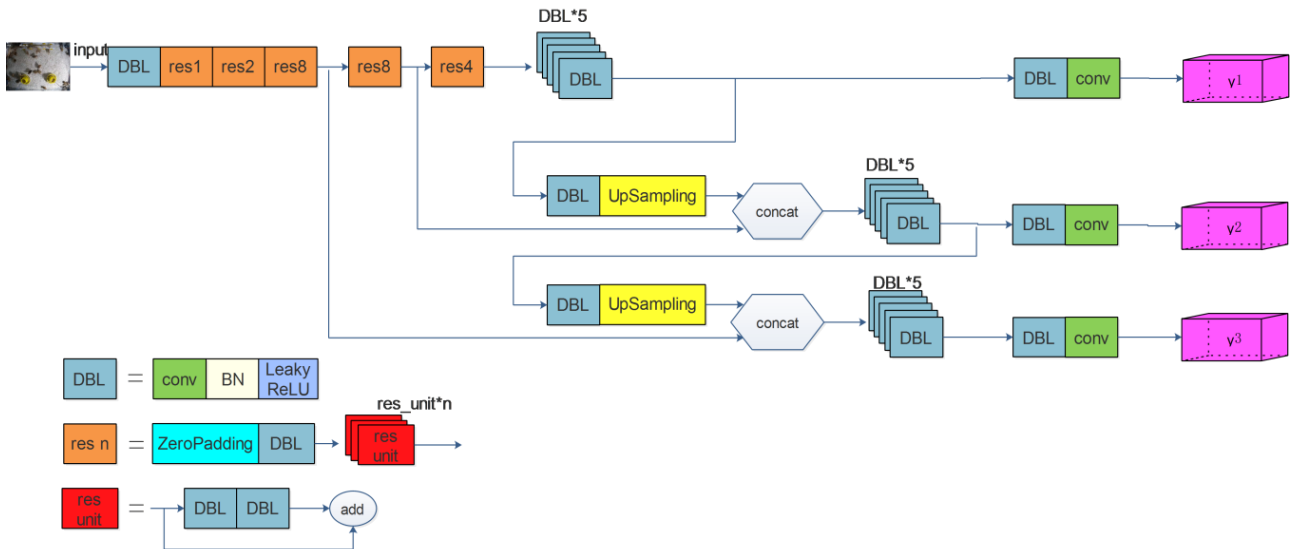 DBL*5
input
DBL res1 res2 res8 res8 res4 DBL DBL conv y1
DBL*5
DBL UpSampling concat DBL DBL conv y2
DBL*5
DBL UpSampling concat DBL DBL conv y3
DBL = conv BN Leaky
ReLU
res_unit*n
res n = ZeroPadding DBL res
unit
res
unit = DBL DBL add